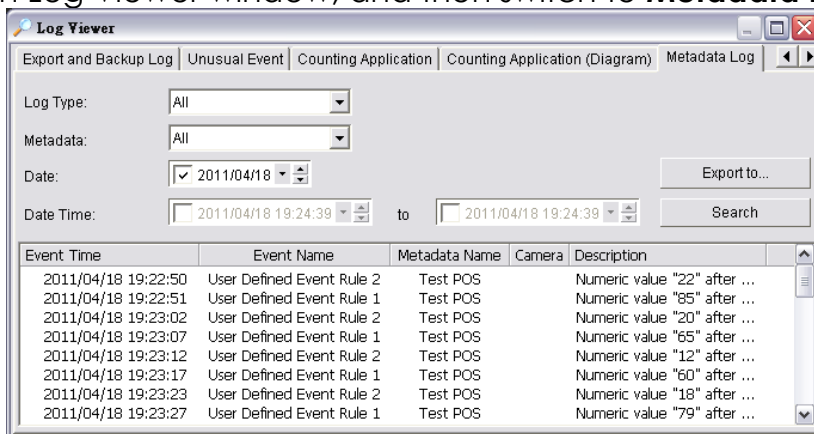 Log Viewer window, and then switch to Metadata
Log Viewer
Export and Backup Log Unusual Event Counting Application Counting Application (Diagram) Metadata Log
Log Type: All
Metadata: All
Date: 2011/04/18 Export to...
Date Time: 2011/04/18 19:24:39 to 2011/04/18 19:24:39 Search
Event Time Event Name Metadata Name Camera Description
2011/04/18 19:22:50 User Defined Event Rule 2 Test POS Numeric value "22" after ...
2011/04/18 19:22:51 User Defined Event Rule 1 Test POS Numeric value "85" after ...
2011/04/18 19:23:02 User Defined Event Rule 2 Test POS Numeric value "20" after ...
2011/04/18 19:23:07 User Defined Event Rule 1 Test POS Numeric value "65" after ...
2011/04/18 19:23:12 User Defined Event Rule 2 Test POS Numeric value "12" after ...
2011/04/18 19:23:17 User Defined Event Rule 1 Test POS Numeric value "60" after ...
2011/04/18 19:23:23 User Defined Event Rule 2 Test POS Numeric value "18" after ...
2011/04/18 19:23:27 User Defined Event Rule 1 Test POS Numeric value "79" after ...